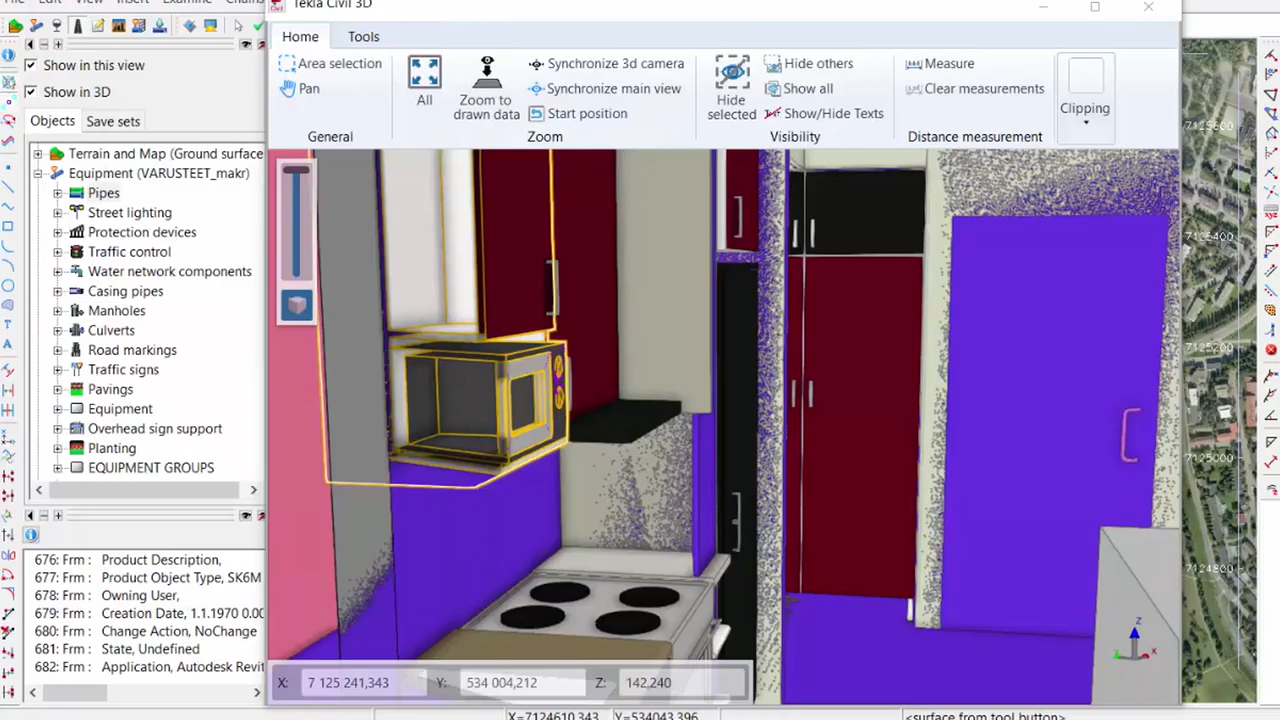 File Edit View Insert Examine Chains
Tekla Civil 3D
Home Tools
Area selection
Pan
General
All
Zoom to drawn data
Synchronize 3d camera
Synchronize main view
Start position
Zoom
Hide selected
Hide others
Show all
Show/Hide Texts
Visibility
Measure
Clear measurements
Distance measurement
Clipping
Show in this view
Show in 3D
Objects Save sets
Terrain and Map (Ground surface
Equipment (VARUSTEET_makr)
Pipes
Street lighting
Protection devices
Traffic control
Water network components
Casing pipes
Manholes
Culverts
Road markings
Traffic signs
Pavings
Equipment
Overhead sign support
Planting
EQUIPMENT GROUPS
676: Frm : Product Description,
677: Frm : Product Object Type, SK6M
678: Frm : Owning User,
679: Frm : Creation Date, 1.1.1970 0.00
680: Frm : Change Action, NoChange
681: Frm : State, Undefined
682: Frm : Application, Autodesk Revit
X: 7 125 241,343 Y: 534 004,212 Z: 142,240
Z
X
Y
7125600
7125400
7125200
7125000
7124800
xyz
X=7124610.343 Y=534043.396 <surface from tool button>